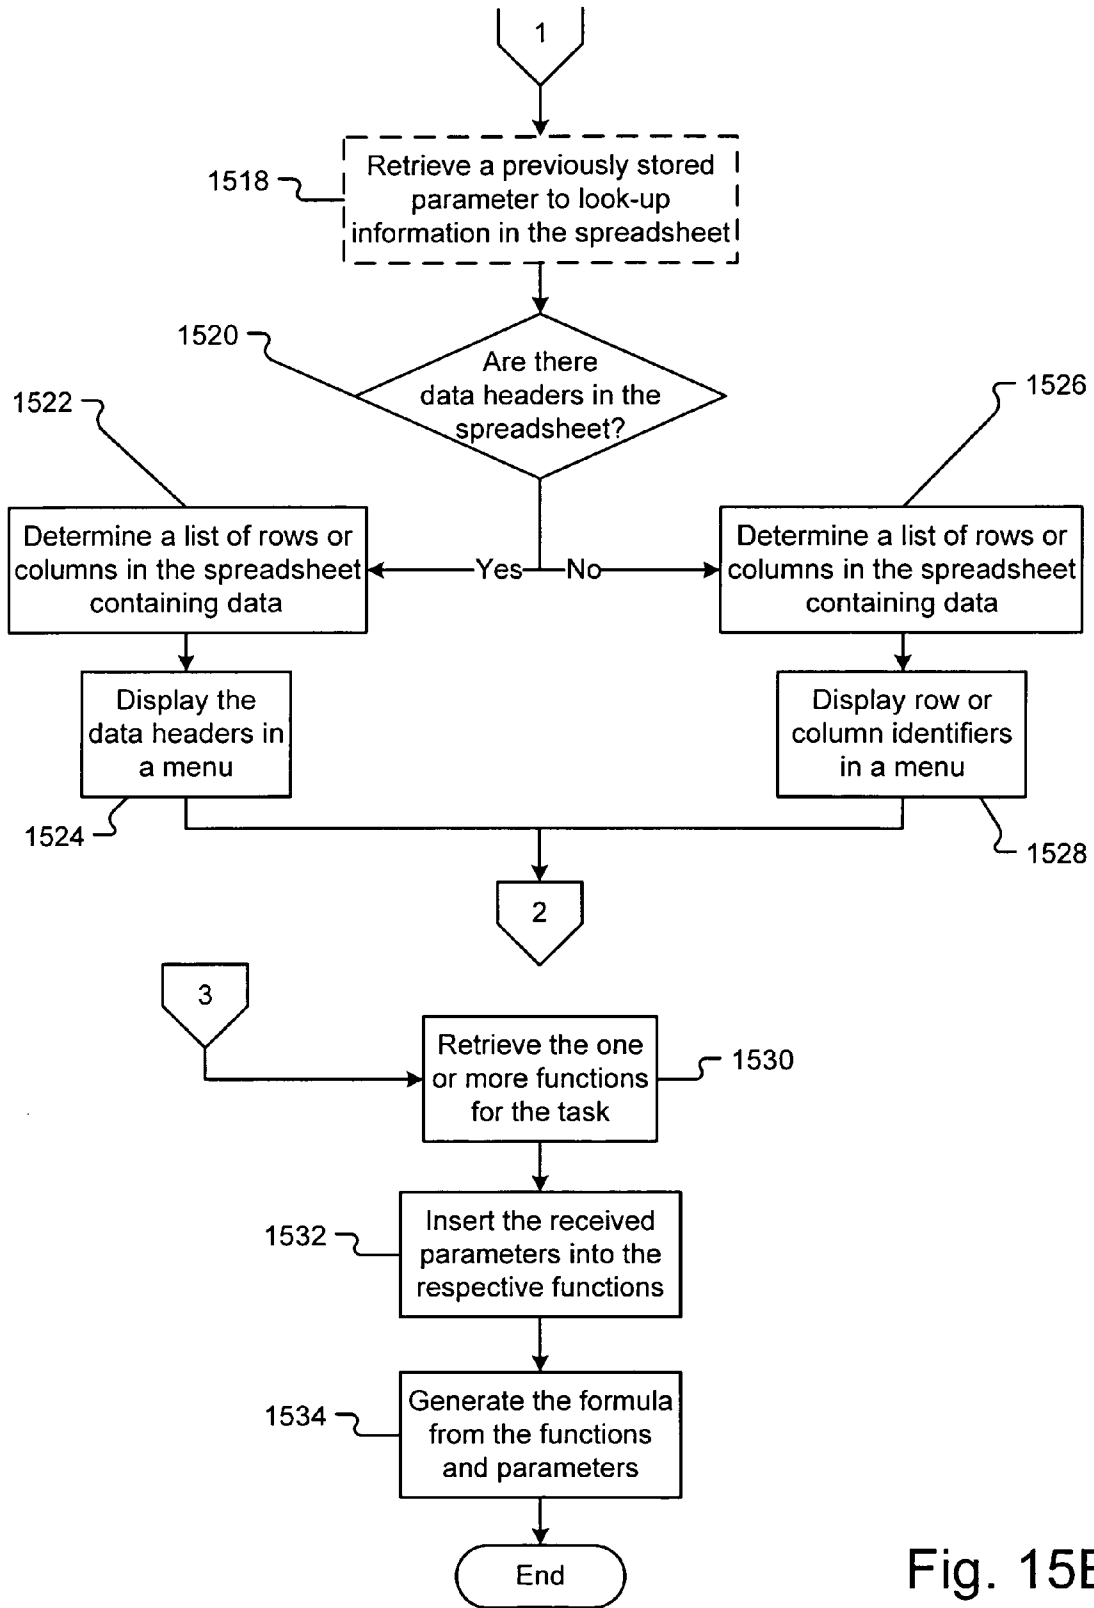 1
1518
Retrieve a previously stored
parameter to look-up
information in the spreadsheet
1520
Are there
data headers in the
spreadsheet?
1522
1526
Determine a list of rows or
columns in the spreadsheet
containing data
Yes
No
Determine a list of rows or
columns in the spreadsheet
containing data
Display the
data headers in
a menu
Display row or
column identifiers
in a menu
1524
1528
2
3
Retrieve the one
or more functions
for the task
1530
1532
Insert the received
parameters into the
respective functions
1534
Generate the formula
from the functions
and parameters
End
Fig. 15B